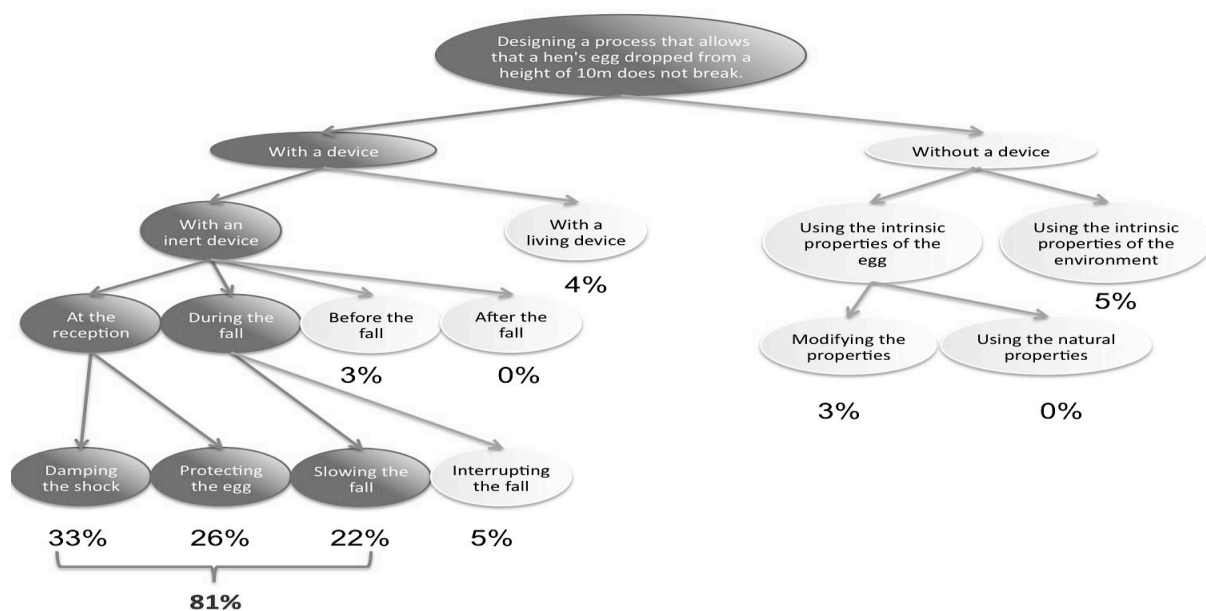 Designing a process that allows
that a hen's egg dropped from a
height of 10m does not break.
With a device
Without a device
With an
inert device
With a
living device
Using the intrinsic
properties of the
egg
Using the intrinsic
properties of the
environment
4%
5%
At the
reception
During the
fall
Before the
fall
After the
fall
Modifying the
properties
Using the natural
properties
3%
0%
3%
0%
Damping
the shock
Protecting
the egg
Slowing the
fall
Interrupting
the fall
33%
26%
22%
5%
81%